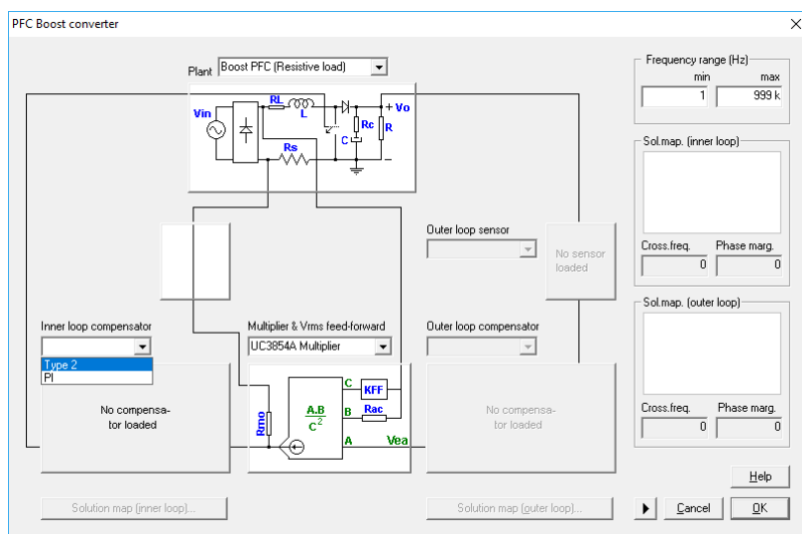 PFC Boost converter
Plant Boost PFC (Resistive load)
Frequency range (Hz)
min max
1 999 k
Vin
RL
L
+ Vo
Rc
R
C
Rs
–
Sol.map. (inner loop)
Cross.freq. Phase marg.
0 0
Outer loop sensor
No sensor
loaded
Sol.map. (outer loop)
Cross.freq. Phase marg.
0 0
Inner loop compensator
Type 2
PI
No compensa-
tor loaded
Multiplier & Vrms feed-forward
UC3854A Multiplier
Rmo
A.B
C²
C
KFF
B
Rac
A
Vea
Outer loop compensator
No compensa-
tor loaded
Solution map (inner loop)...
Solution map (outer loop)...
Help
Cancel
OK